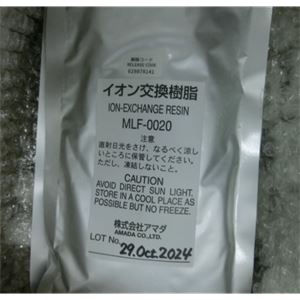 RELEASE CODE
イオン交換樹脂
ION-EXCHANGE RESIN
MLF-0020
注意
直射日光をさけ、なるべく涼し
いところに保管してください。
ただし、凍結しないこと。
CAUTION
AVOID DIRECT SUN LIGHT.
STORE IN A COOL PLACE AS
POSSIBLE BUT NO FREEZE.
株式会社アマダ
AMADA CO.,LTD.
LOT No. 29.Oct.2024